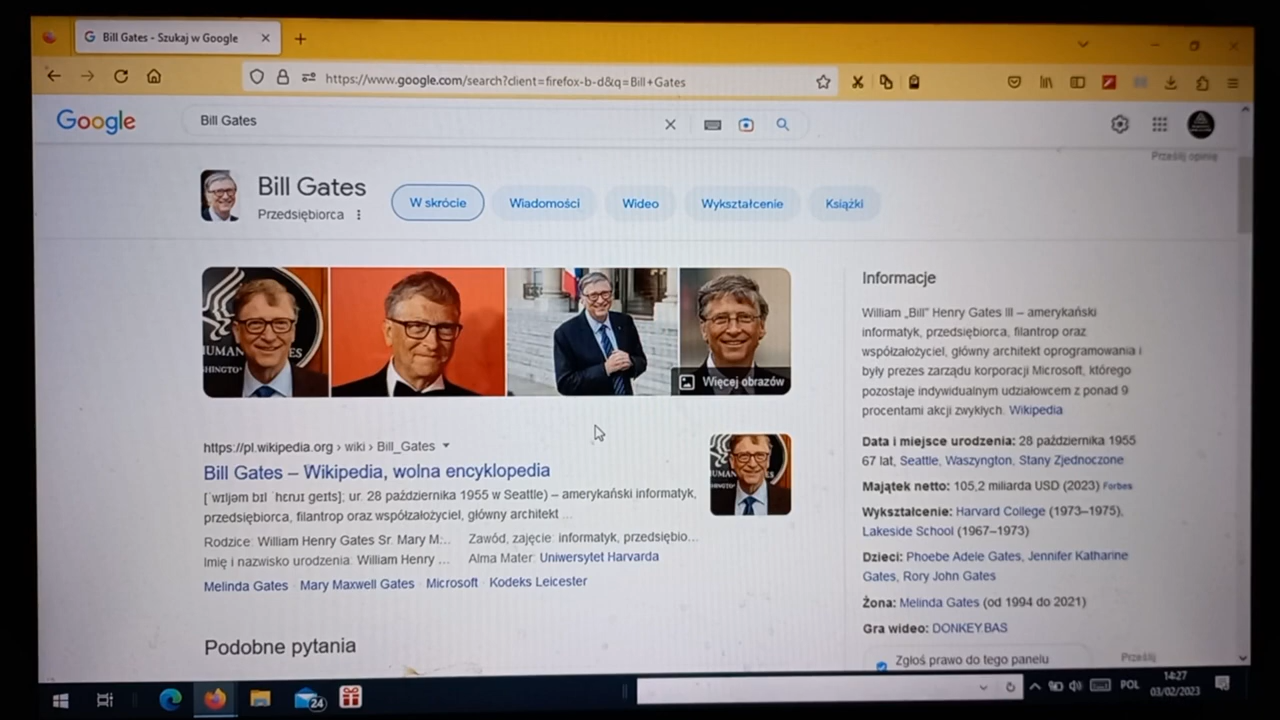 Bill Gates - Szukaj w Google
https://www.google.com/search?client=firefox-b-d&q=Bill+Gates
Google
Bill Gates
Prześlij opinię
Bill Gates
Przedsiębiorca
W skrócie
Wiadomości
Wideo
Wykształcenie
Książki
HUMAN ES
Więcej obrazów
https://pl.wikipedia.org › wiki › Bill_Gates
Bill Gates – Wikipedia, wolna encyklopedia
ur. 28 października 1955 w Seattle) – amerykański informatyk,
przedsiębiorca, filantrop oraz współzałożyciel, główny architekt ...
Rodzice: William Henry Gates Sr. Mary M... Zawód, zajęcie: informatyk, przedsiębio...
Imię i nazwisko urodzenia: William Henry ... Alma Mater: Uniwersytet Harvarda
Melinda Gates · Mary Maxwell Gates · Microsoft · Kodeks Leicester
Podobne pytania
Informacje
William „Bill” Henry Gates III – amerykański
informatyk, przedsiębiorca, filantrop oraz
współzałożyciel, główny architekt oprogramowania i
były prezes zarządu korporacji Microsoft, którego
pozostaje indywidualnym udziałowcem z ponad 9
procentami akcji zwykłych. Wikipedia
Data i miejsce urodzenia: 28 października 1955
67 lat, Seattle, Waszyngton, Stany Zjednoczone
Majątek netto: 105,2 miliarda USD (2023) Forbes
Wykształcenie: Harvard College (1973–1975),
Lakeside School (1967–1973)
Dzieci: Phoebe Adele Gates, Jennifer Katharine
Gates, Rory John Gates
Żona: Melinda Gates (od 1994 do 2021)
Gra wideo: DONKEY.BAS
Zgłoś prawo do tego panelu
Prześlij
24
POL
14:27
03/02/2023